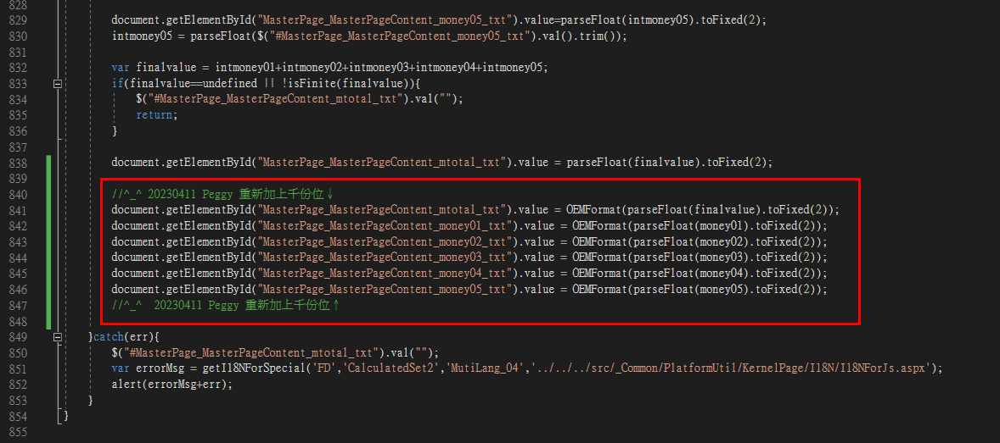 828
829 document.getElementById("MasterPage_MasterPageContent_money05_txt").value=parseFloat(intmoney05).toFixed(2);
830 intmoney05 = parseFloat($("#MasterPage_MasterPageContent_money05_txt").val().trim());
831
832 var finalvalue = intmoney01+intmoney02+intmoney03+intmoney04+intmoney05;
833 if(finalvalue==undefined || !isFinite(finalvalue)){
834 $("#MasterPage_MasterPageContent_mtotal_txt").val("");
835 return;
836 }
837
838 document.getElementById("MasterPage_MasterPageContent_mtotal_txt").value = parseFloat(finalvalue).toFixed(2);
839
840 //^_^ 20230411 Peggy 重新加上千份位↓
841 document.getElementById("MasterPage_MasterPageContent_mtotal_txt").value = OEMFormat(parseFloat(finalvalue).toFixed(2));
842 document.getElementById("MasterPage_MasterPageContent_money01_txt").value = OEMFormat(parseFloat(money01).toFixed(2));
843 document.getElementById("MasterPage_MasterPageContent_money02_txt").value = OEMFormat(parseFloat(money02).toFixed(2));
844 document.getElementById("MasterPage_MasterPageContent_money03_txt").value = OEMFormat(parseFloat(money03).toFixed(2));
845 document.getElementById("MasterPage_MasterPageContent_money04_txt").value = OEMFormat(parseFloat(money04).toFixed(2));
846 document.getElementById("MasterPage_MasterPageContent_money05_txt").value = OEMFormat(parseFloat(money05).toFixed(2));
847 //^_^ 20230411 Peggy 重新加上千份位↑
848
849 }catch(err){
850 $("#MasterPage_MasterPageContent_mtotal_txt").val("");
851 var errorMsg = getI18NForSpecial('FD','CalculatedSet2','MutiLang_04','../../../src/_Common/PlatformUtil/KernelPage/I18N/I18NForJs.aspx');
852 alert(errorMsg+err);
853 }
854 }
855